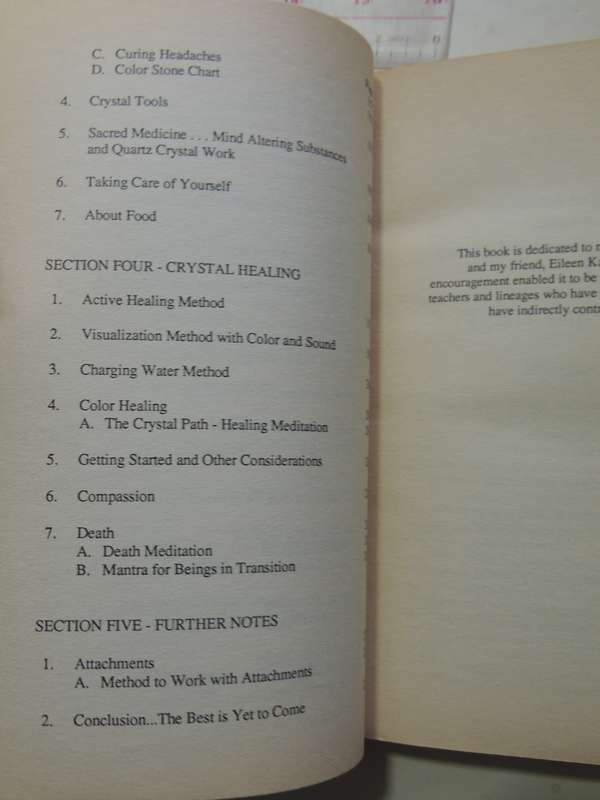 C. Curing Headaches
D. Color Stone Chart
4. Crystal Tools
5. Sacred Medicine . . . Mind Altering Substances
and Quartz Crystal Work
6. Taking Care of Yourself
7. About Food
SECTION FOUR - CRYSTAL HEALING
1. Active Healing Method
2. Visualization Method with Color and Sound
3. Charging Water Method
4. Color Healing
A. The Crystal Path - Healing Meditation
5. Getting Started and Other Considerations
6. Compassion
7. Death
A. Death Meditation
B. Mantra for Beings in Transition
SECTION FIVE - FURTHER NOTES
1. Attachments
A. Method to Work with Attachments
2. Conclusion...The Best is Yet to Come
This book is dedicated to
and my friend, Eileen
encouragement enabled it to be
teachers and lineages who have
have indirectly